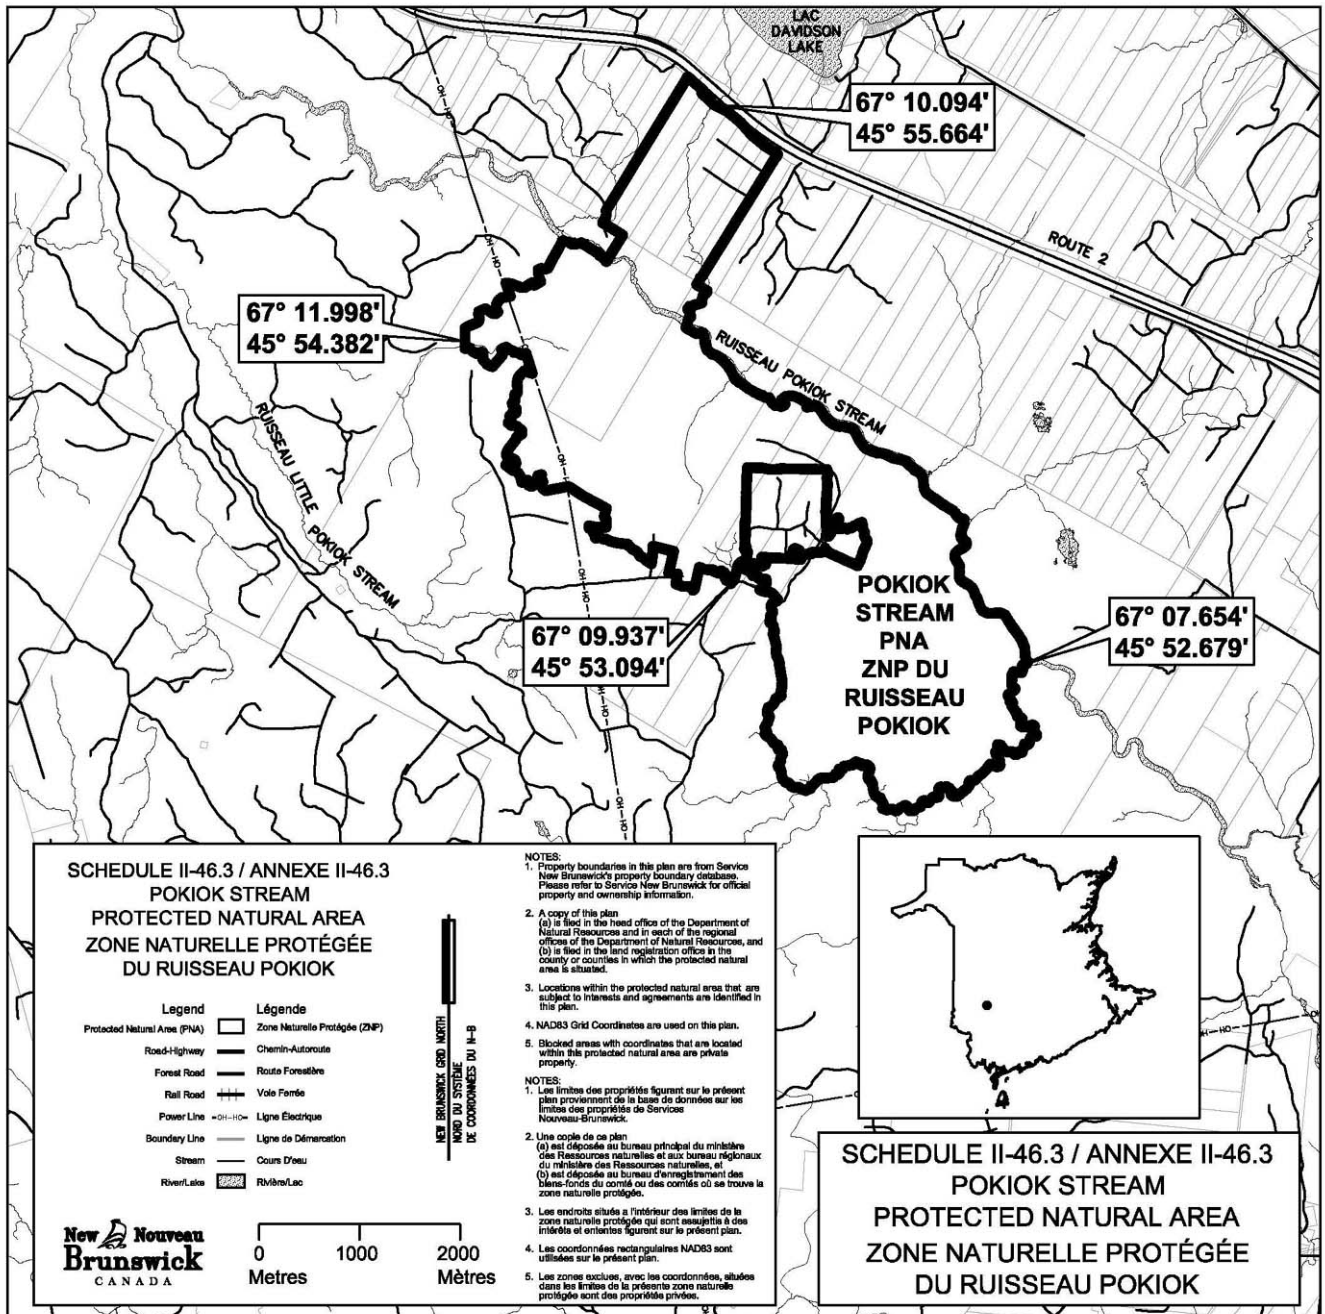 LAC
DAVIDSON
LAKE
67° 10.094'
45° 55.664'
ROUTE 2
OH - HO
OH - HO
67° 11.998'
45° 54.382'
RUISSEAU POKIOK STREAM
RUISSEAU LITTLE POKIOK STREAM
OH - HO
OH - HO
POKIOK
STREAM
PNA
ZNP DU
RUISSEAU
POKIOK
67° 09.937'
45° 53.094'
67° 07.654'
45° 52.679'
OH - HO
OH - HO
OH - HO
SCHEDULE II-46.3 / ANNEXE II-46.3
POKIOK STREAM
PROTECTED NATURAL AREA
ZONE NATURELLE PROTÉGÉE
DU RUISSEAU POKIOK
Legend Légende
Protected Natural Area (PNA) Zone Naturelle Protégée (ZNP)
Road-Highway Chemin-Autoroute
Forest Road Route Forestière
Rail Road Voie Ferrée
Power Line -OH-HO- Ligne Électrique
Boundary Line Ligne de Démarcation
Stream Cours D'eau
River/Lake Rivière/Lac
NEW BRUNSWICK GRID NORTH
NORD DU SYSTÈME
DE COORDONNÉES DU N-B
New Nouveau
Brunswick
CANADA
0 1000 2000
Metres Mètres
NOTES:
1. Property boundaries in this plan are from Service
New Brunswick's property boundary database.
Please refer to Service New Brunswick for official
property and ownership information.
2. A copy of this plan
(a) is filed in the head office of the Department of
Natural Resources and in each of the regional
offices of the Department of Natural Resources, and
(b) is filed in the land registration office in the
county or counties in which the protected natural
area is situated.
3. Locations within the protected natural area that are
subject to interests and agreements are identified in
this plan.
4. NAD83 Grid Coordinates are used on this plan.
5. Blocked areas with coordinates that are located
within this protected natural area are private
property.
NOTES:
1. Les limites des propriétés figurant sur le présent
plan proviennent de la base de données sur les
limites des propriétés de Services
Nouveau-Brunswick.
2. Une copie de ce plan
(a) est déposée au bureau principal du ministère
des Ressources naturelles et aux bureau régionaux
du ministère des Ressources naturelles, et
(b) est déposée au bureau d'enregistrement des
biens-fonds du comté ou des comtés où se trouve la
zone naturelle protégée.
3. Les endroits situés a l'intérieur des limites de la
zone naturelle protégée qui sont assujettis à des
intérêts et ententes figurent sur le présent plan.
4. Les coordonnées rectangulaires NAD83 sont
utilisées sur le présent plan.
5. Les zones exclues, avec les coordonnées, situées
dans les limites de la présente zone naturelle
protégée sont des propriétés privées.
OH - HO
SCHEDULE II-46.3 / ANNEXE II-46.3
POKIOK STREAM
PROTECTED NATURAL AREA
ZONE NATURELLE PROTÉGÉE
DU RUISSEAU POKIOK